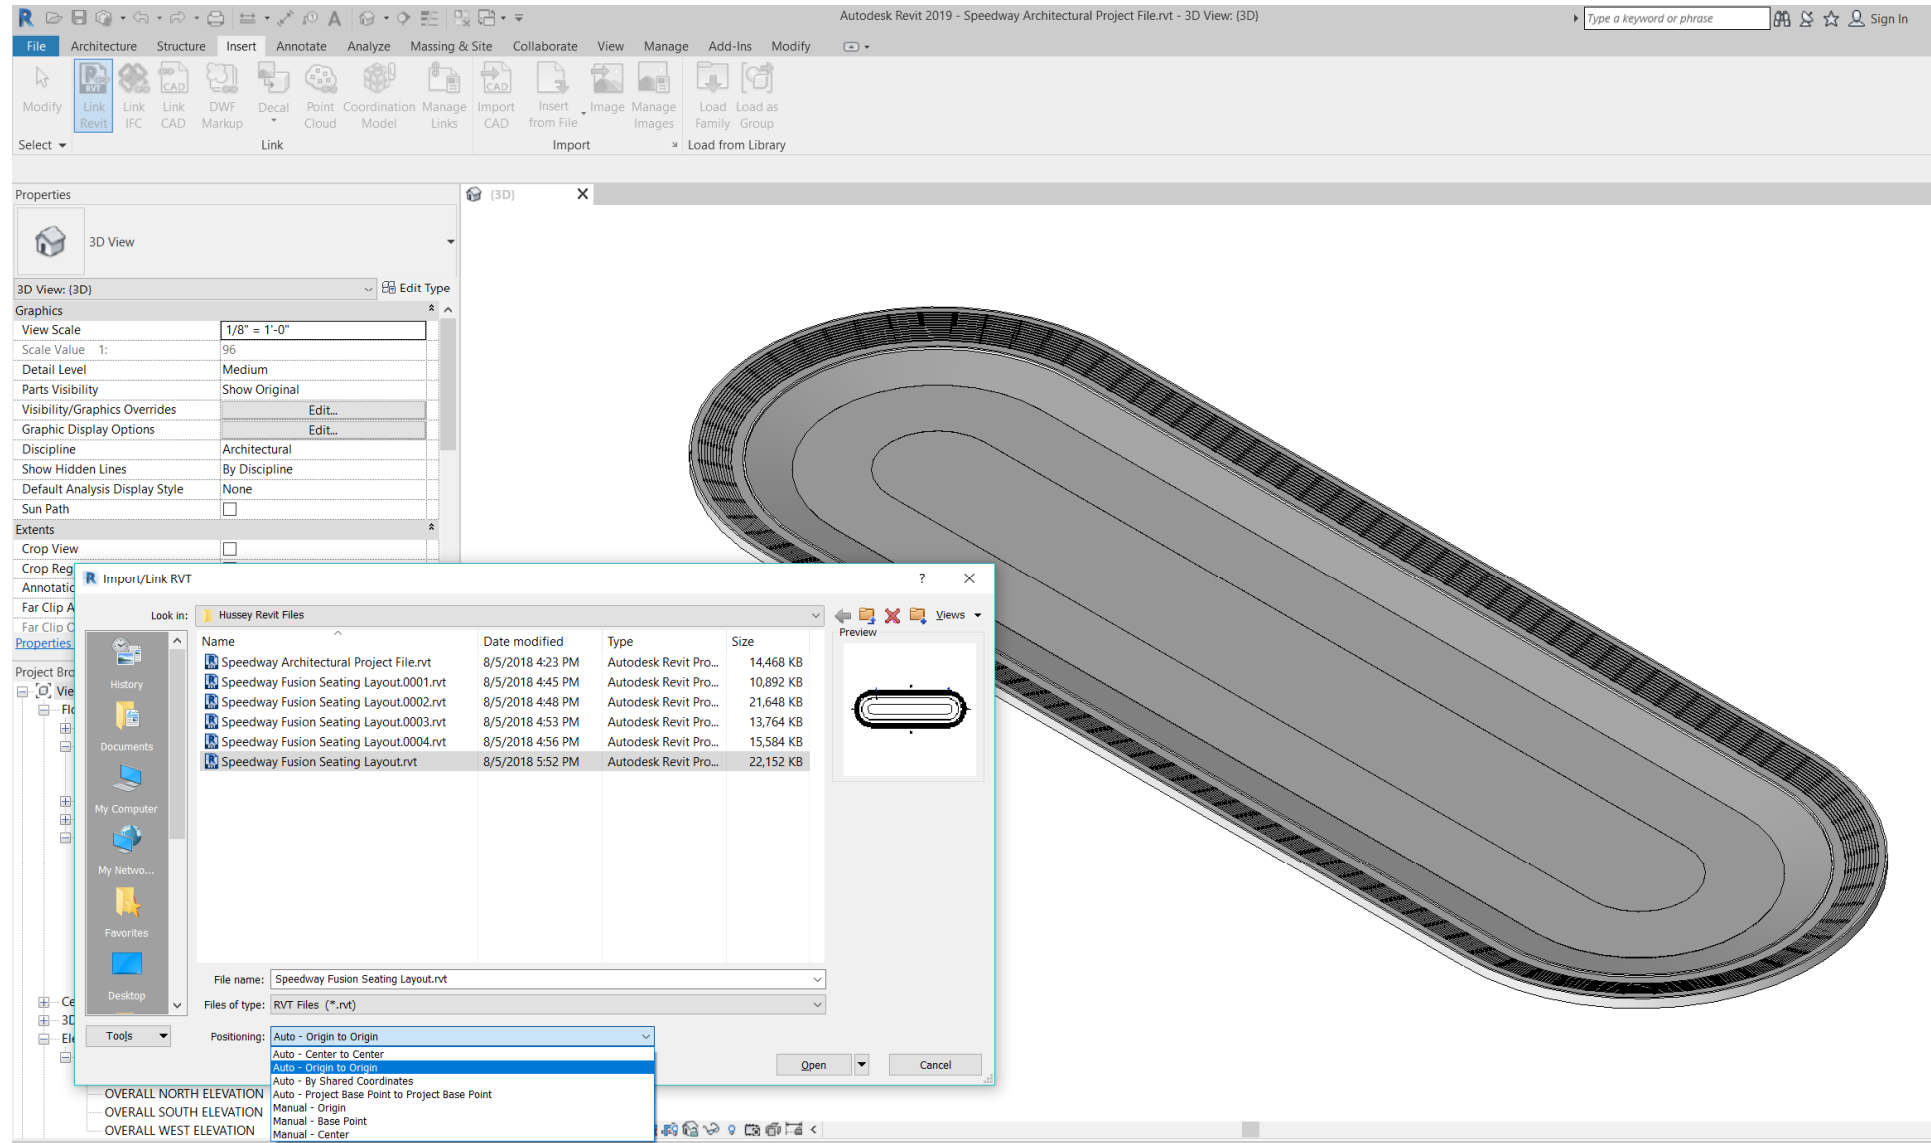 Autodesk Revit 2019 - Speedway Architectural Project File.rvt - 3D View: {3D}
Type a keyword or phrase
Sign In
File Architecture Structure Insert Annotate Analyze Massing & Site Collaborate View Manage Add-Ins Modify
Modify
Link Revit
Link IFC
Link CAD
DWF Markup
Decal
Point Cloud
Coordination Model
Manage Links
Import CAD
Insert from File
Image
Manage Images
Load Family
Load as Group
Select
Link
Import
Load from Library
Properties
{3D}
3D View
3D View: {3D}
Edit Type
Graphics
View Scale 1/8" = 1'-0"
Scale Value 1: 96
Detail Level Medium
Parts Visibility Show Original
Visibility/Graphics Overrides Edit...
Graphic Display Options Edit...
Discipline Architectural
Show Hidden Lines By Discipline
Default Analysis Display Style None
Sun Path
Extents
Crop View
Crop Reg
Annotatic
Far Clip A
Far Clip O
Properties
Project Bro
Vie
Flo
Ce
3D
Ele
OVERALL NORTH ELEVATION
OVERALL SOUTH ELEVATION
OVERALL WEST ELEVATION
Import/Link RVT
Look in: Hussey Revit Files
Views
Preview
Name Date modified Type Size
Speedway Architectural Project File.rvt 8/5/2018 4:23 PM Autodesk Revit Pro... 14,468 KB
Speedway Fusion Seating Layout.0001.rvt 8/5/2018 4:45 PM Autodesk Revit Pro... 10,892 KB
Speedway Fusion Seating Layout.0002.rvt 8/5/2018 4:48 PM Autodesk Revit Pro... 21,648 KB
Speedway Fusion Seating Layout.0003.rvt 8/5/2018 4:53 PM Autodesk Revit Pro... 13,764 KB
Speedway Fusion Seating Layout.0004.rvt 8/5/2018 4:56 PM Autodesk Revit Pro... 15,584 KB
Speedway Fusion Seating Layout.rvt 8/5/2018 5:52 PM Autodesk Revit Pro... 22,152 KB
History
Documents
My Computer
My Netwo...
Favorites
Desktop
File name: Speedway Fusion Seating Layout.rvt
Files of type: RVT Files (*.rvt)
Tools
Positioning: Auto - Origin to Origin
Auto - Center to Center
Auto - Origin to Origin
Auto - By Shared Coordinates
Auto - Project Base Point to Project Base Point
Manual - Origin
Manual - Base Point
Manual - Center
Open
Cancel